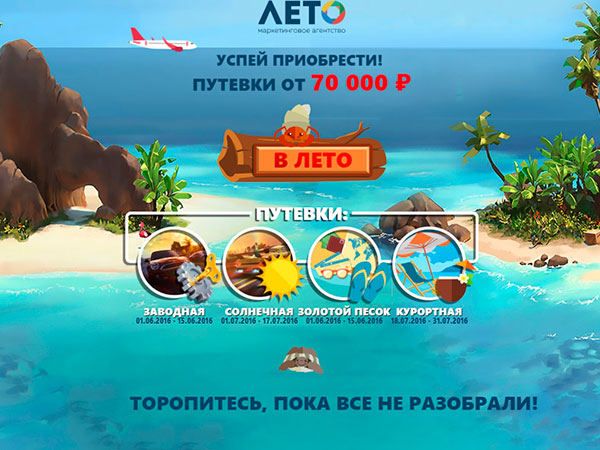 ЛЕТО
маркетинговое агентство
УСПЕЙ ПРИОБРЕСТИ!
ПУТЕВКИ ОТ 70 000 ₽
В ЛЕТО
ПУТЕВКИ:
ЗАВОДНАЯ СОЛНЕЧНАЯ ЗОЛОТОЙ ПЕСОК КУРОРТНАЯ
01.06.2016 - 15.06.2016 01.07.2016 - 17.07.2016 01.06.2016 - 15.06.2016 18.07.2016 - 31.07.2016
ТОРОПИТЕСЬ, ПОКА ВСЕ НЕ РАЗОБРАЛИ!